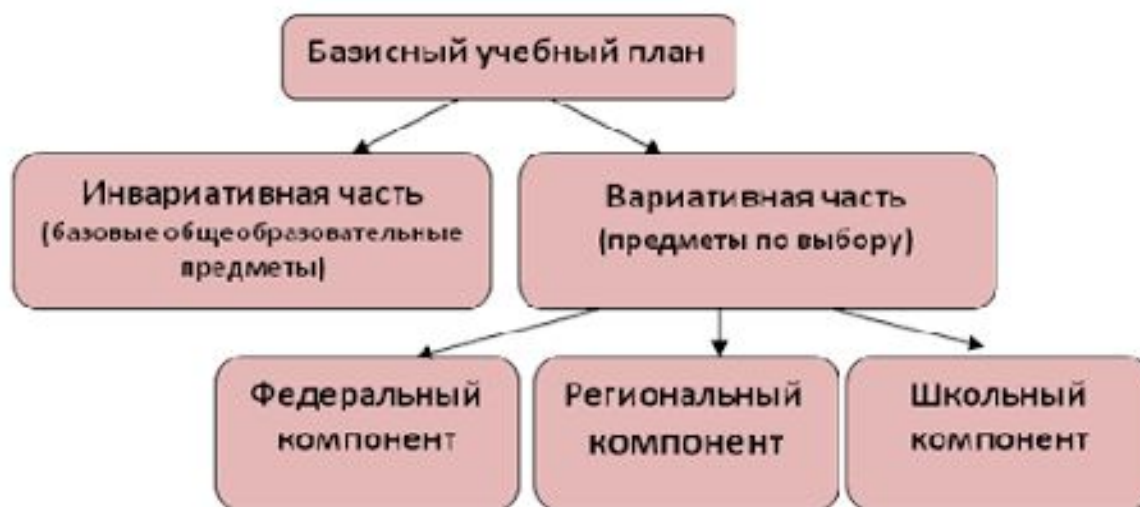 Базисный учебный план
Инвариативная часть
(базовые общеобразовательные
предметы)
Вариативная часть
(предметы по выбору)
Федеральный
компонент
Региональный
компонент
Школьный
компонент